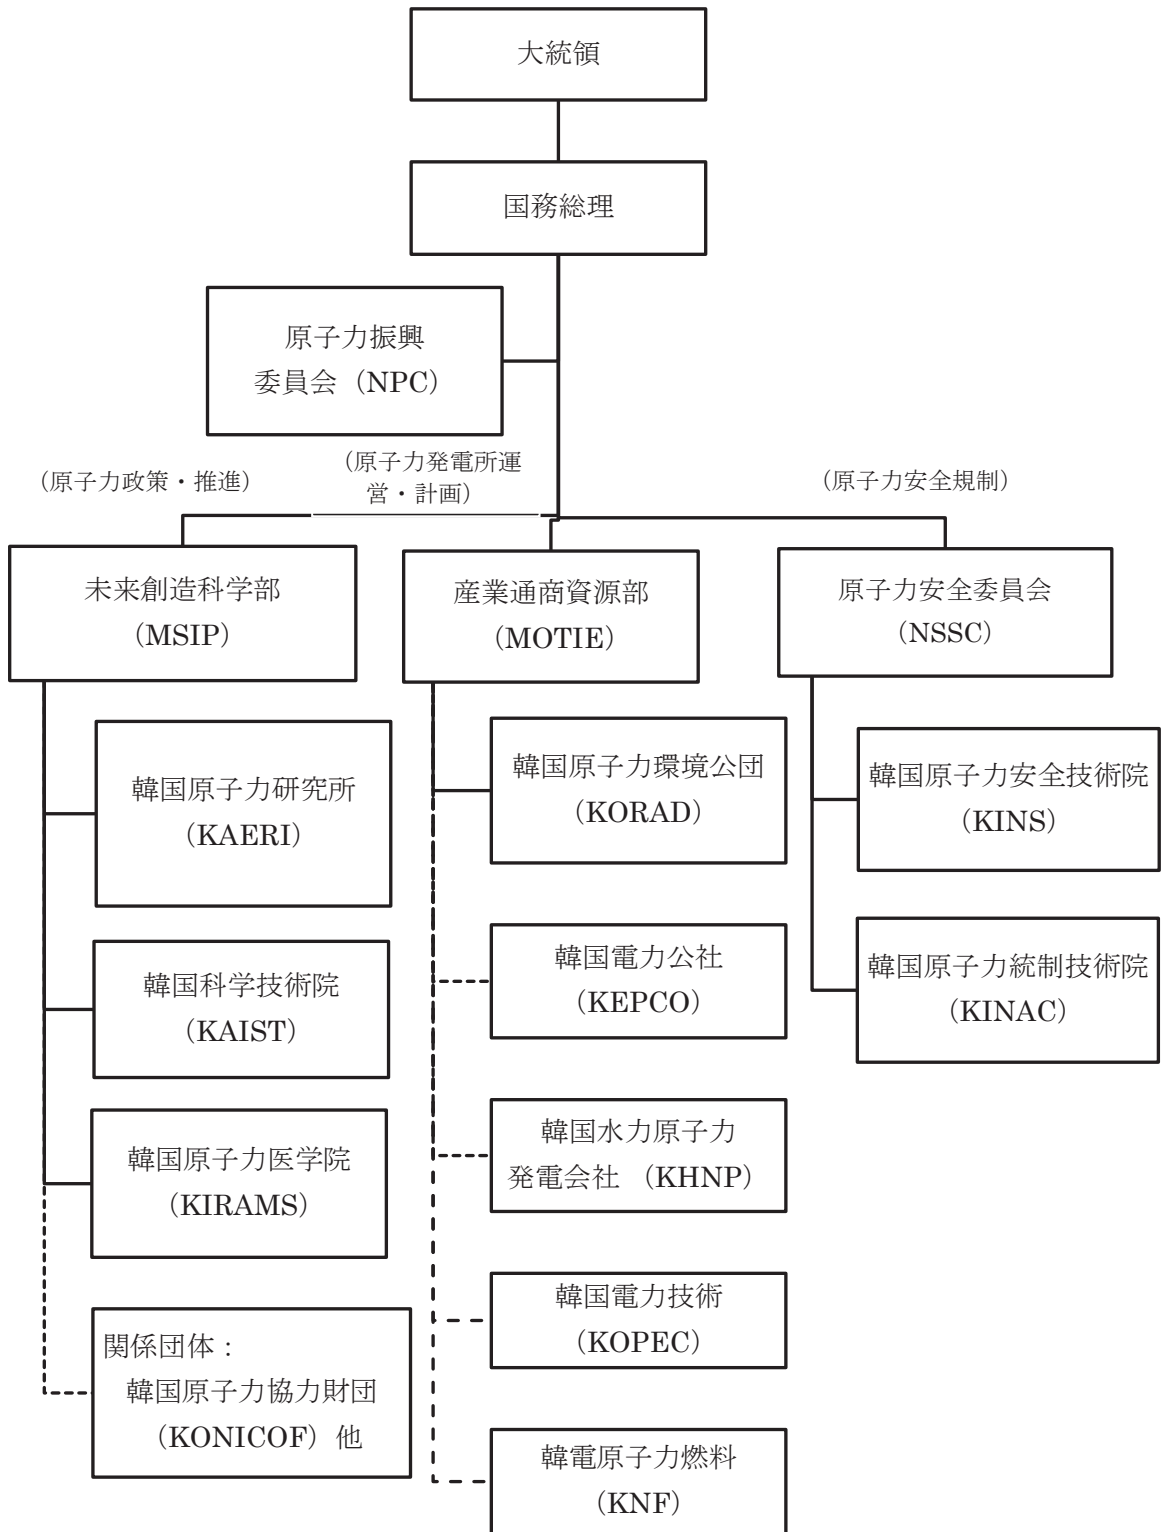 大統領
国務総理
原子力振興
委員会（NPC）
（原子力政策・推進）
（原子力発電所運
営・計画）
（原子力安全規制）
未来創造科学部
（MSIP）
産業通商資源部
（MOTIE）
原子力安全委員会
（NSSC）
韓国原子力研究所
（KAERI）
韓国科学技術院
（KAIST）
韓国原子力医学院
（KIRAMS）
関係団体：
韓国原子力協力財団
（KONICOF）他
韓国原子力環境公団
（KORAD）
韓国電力公社
（KEPCO）
韓国水力原子力
発電会社 （KHNP）
韓国電力技術
（KOPEC）
韓電原子力燃料
（KNF）
韓国原子力安全技術院
（KINS）
韓国原子力統制技術院
（KINAC）